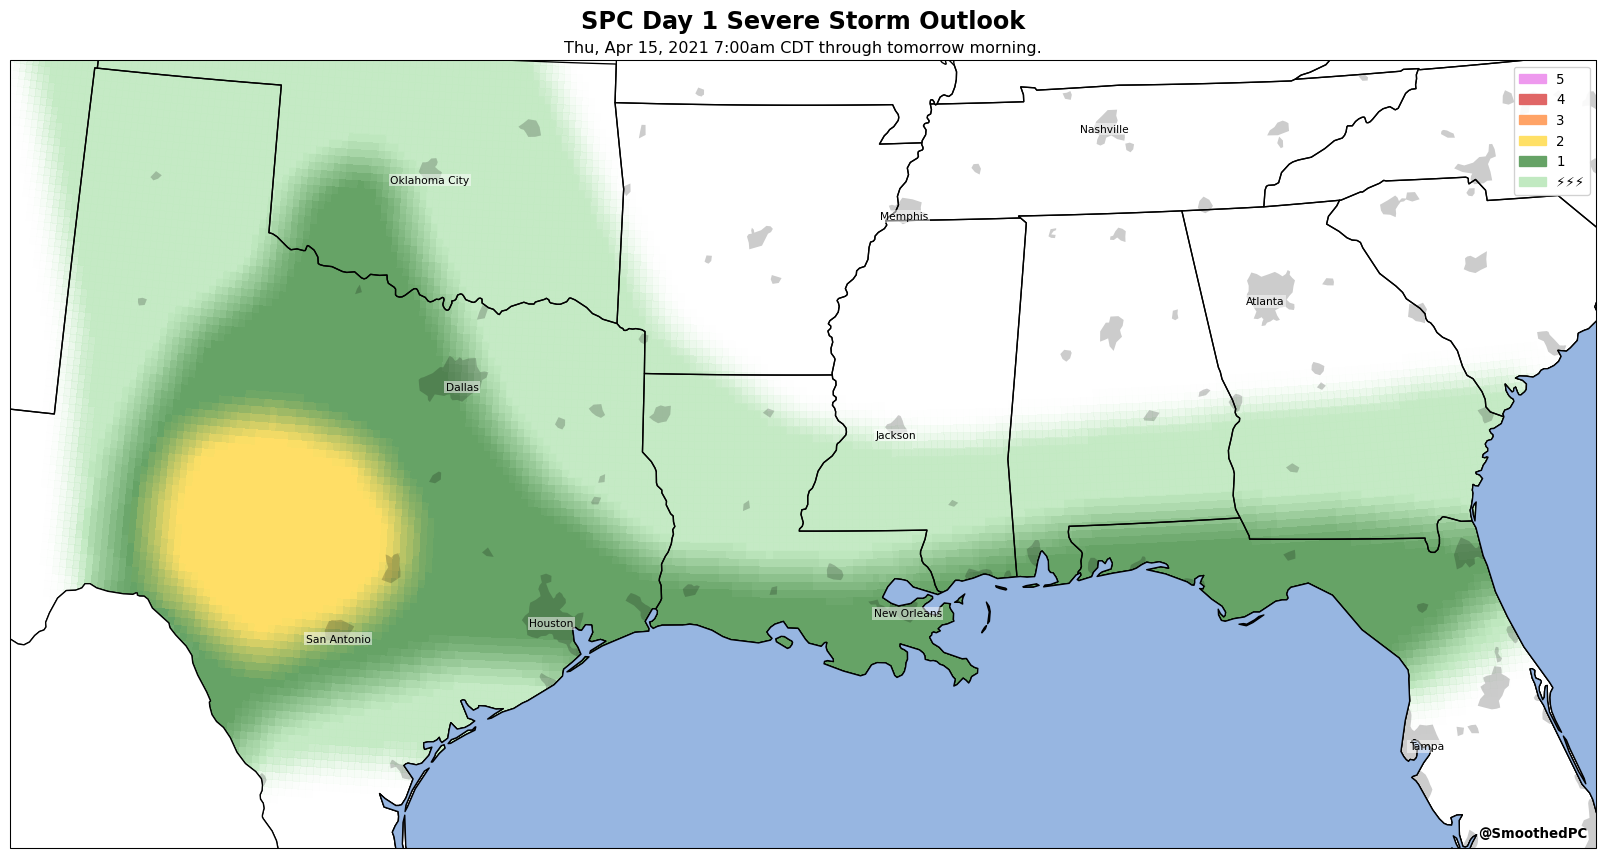 SPC Day 1 Severe Storm Outlook
Thu, Apr 15, 2021 7:00am CDT through tomorrow morning.
5
4
3
2
1
⚡⚡⚡
Nashville
Oklahoma City
Memphis
Atlanta
Dallas
Jackson
New Orleans
Houston
San Antonio
Tampa
@SmoothedPC